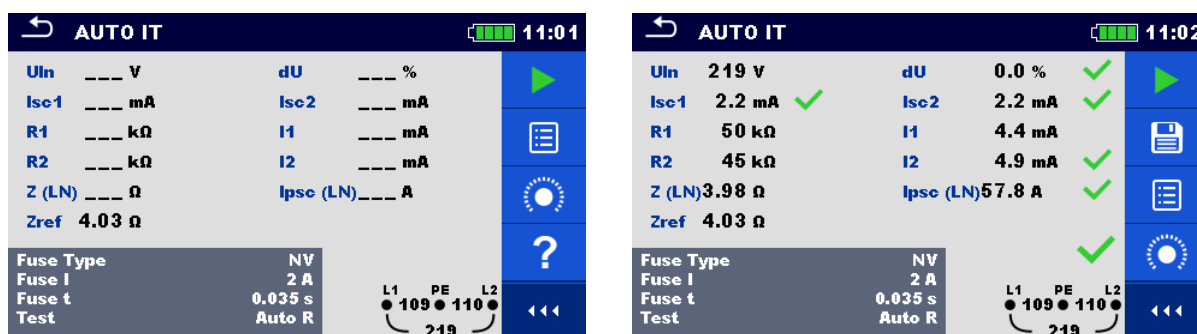 AUTO IT 11:01
Uln ___ V dU ___ %
Isc1 ___ mA Isc2 ___ mA
R1 ___ kΩ I1 ___ mA
R2 ___ kΩ I2 ___ mA
Z (LN) ___ Ω Ipsc (LN)___ A
Zref 4.03 Ω
Fuse Type NV
Fuse I 2 A
Fuse t 0.035 s
Test Auto R
?
L1 PE L2
109 110
219
AUTO IT 11:02
Uln 219 V dU 0.0 %
Isc1 2.2 mA Isc2 2.2 mA
R1 50 kΩ I1 4.4 mA
R2 45 kΩ I2 4.9 mA
Z (LN)3.98 Ω Ipsc (LN)57.8 A
Zref 4.03 Ω
Fuse Type NV
Fuse I 2 A
Fuse t 0.035 s
Test Auto R
L1 PE L2
109 110
219